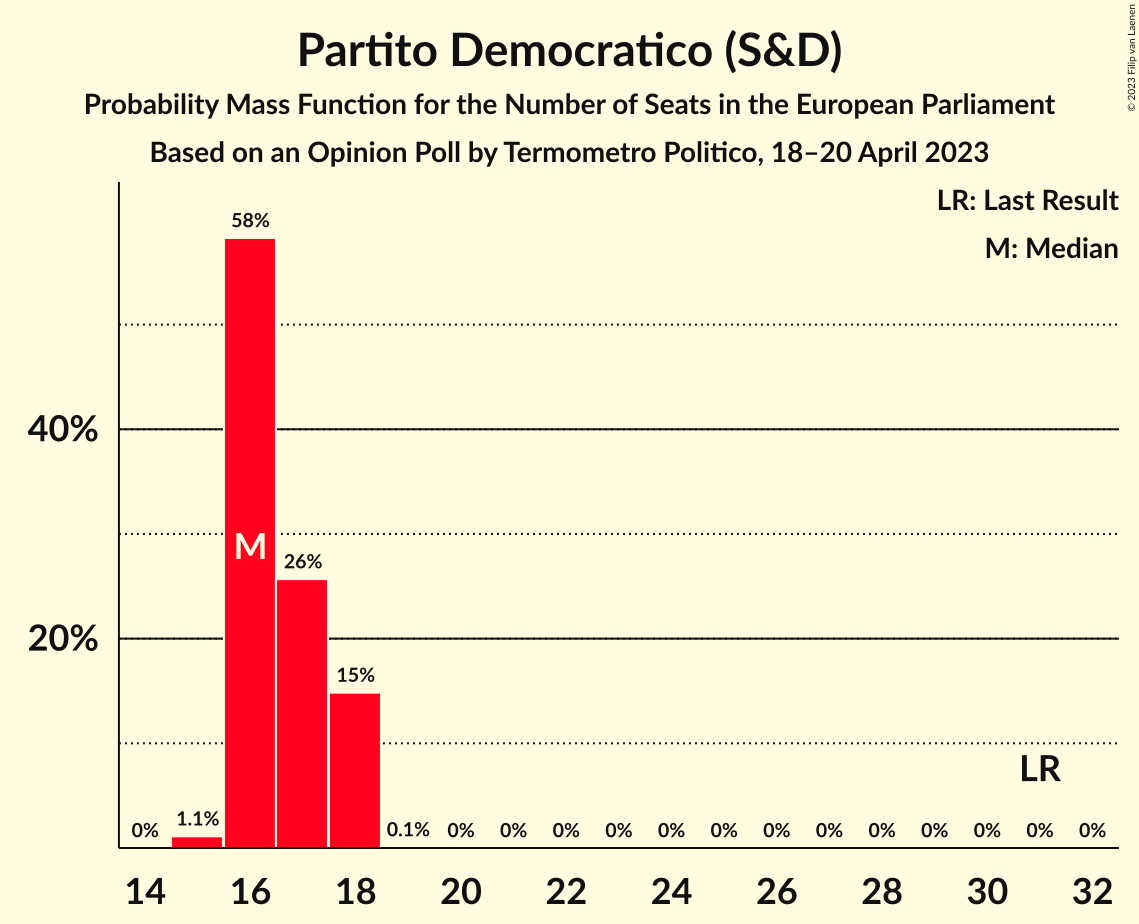 Partito Democratico (S&D)
Probability Mass Function for the Number of Seats in the European Parliament
Based on an Opinion Poll by Termometro Politico, 18–20 April 2023
© 2023 Filip van Laenen
LR: Last Result
M: Median
58%
40%
M
26%
20%
15%
LR
0% 1.1% 0.1% 0% 0% 0% 0% 0% 0% 0% 0% 0% 0% 0% 0% 0%
14 16 18 20 22 24 26 28 30 32